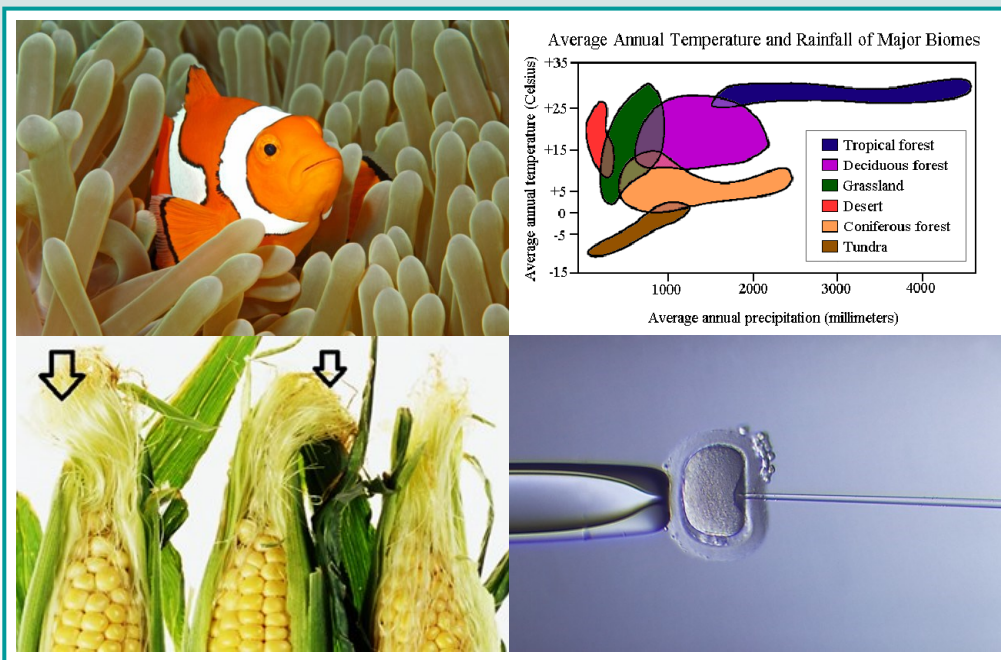 Average Annual Temperature and Rainfall of Major Biomes
Average annual temperature (Celsius)
+35
+25
+15
+5
0
-5
-15
Tropical forest
Deciduous forest
Grassland
Desert
Coniferous forest
Tundra
1000
2000
3000
4000
Average annual precipitation (millimeters)